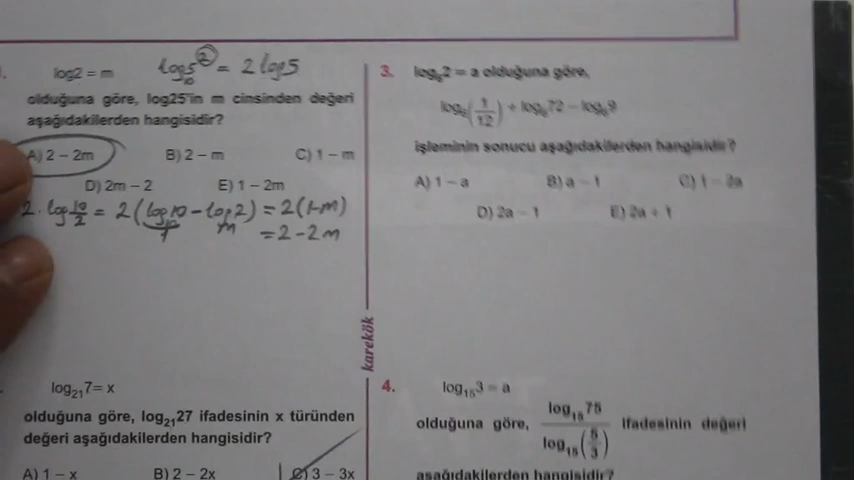 log2 = m
log₁₀5² = 2 log5
olduğuna göre, log25'in m cinsinden değeri
aşağıdakilerden hangisidir?
A) 2 – 2m B) 2 – m C) 1 – m
D) 2m – 2 E) 1 – 2m
2. log 10/2 = 2 (log₁₀10 – log2) = 2 (1–m)
1 m = 2 – 2m
log₂₁7= x
olduğuna göre, log₂₁27 ifadesinin x türünden
değeri aşağıdakilerden hangisidir?
A) 1 – x B) 2 – 2x C) 3 – 3x
karekök
3. log₆2 = a olduğuna göre,
log₆(1/12) + log₆72 – log₆9
işleminin sonucu aşağıdakilerden hangisidir?
A) 1 – a B) a – 1 C) 1 – 2a
D) 2a – 1 E) 2a + 1
4. log₁₅3 = a
olduğuna göre, log₁₅75 / log₁₅(5/3) ifadesinin değeri
aşağıdakilerden hangisidir?